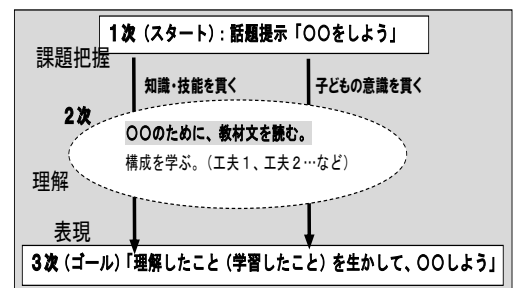 1次（スタート）：話題提示「〇〇をしよう」
課題把握
知識・技能を貫く
子どもの意識を貫く
2次
〇〇のために、教材文を読む。
構成を学ぶ。（工夫１、工夫２…など）
理解
表現
3次（ゴール）「理解したこと（学習したこと）を生かして、〇〇しよう」